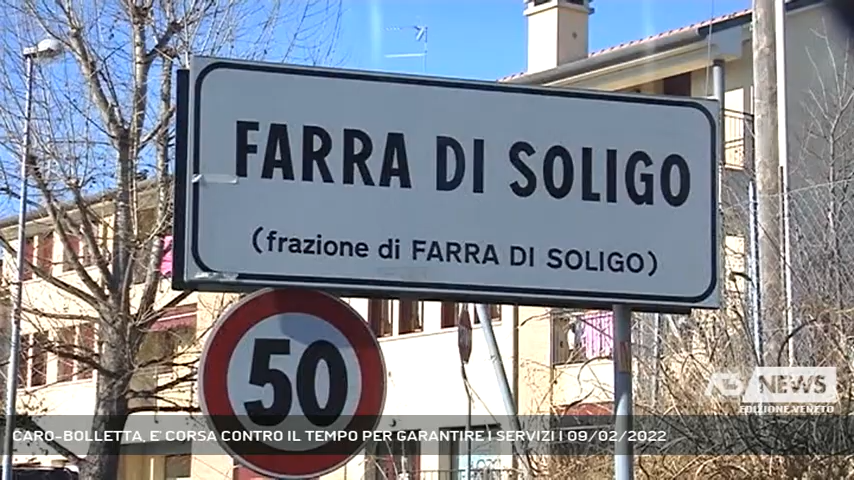 FARRA DI SOLIGO
(frazione di FARRA DI SOLIGO)
50
A3 NEWS
EDIZIONE VENETO
CARO-BOLLETTA, E' CORSA CONTRO IL TEMPO PER GARANTIRE I SERVIZI | 09/02/2022